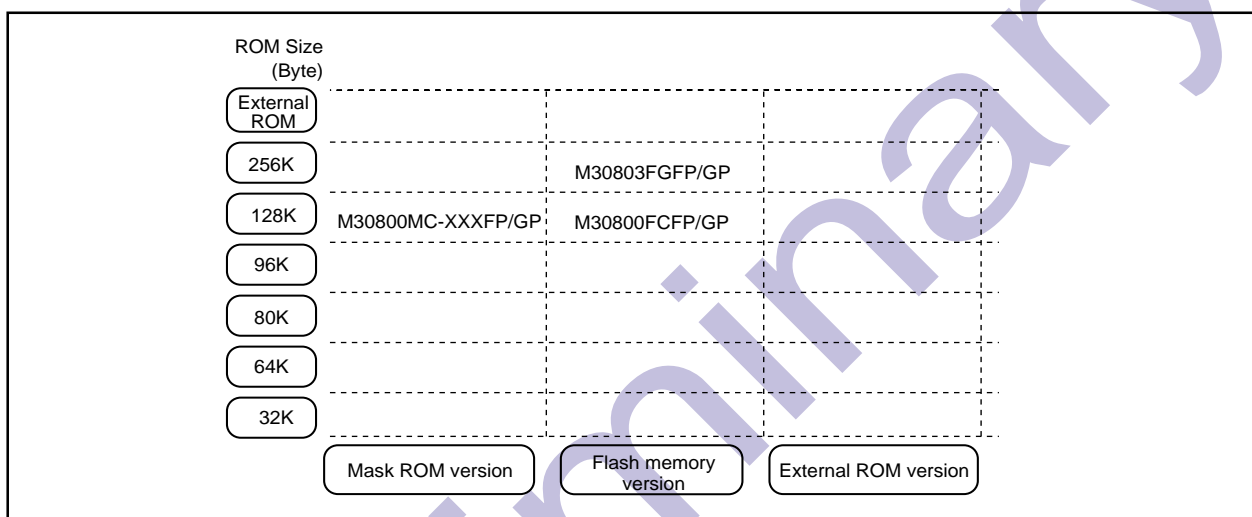 ROM Size
(Byte)
External
ROM
256K
M30803FGFP/GP
128K
M30800MC-XXXFP/GP
M30800FCFP/GP
96K
80K
64K
32K
Mask ROM version
Flash memory
version
External ROM version
minary